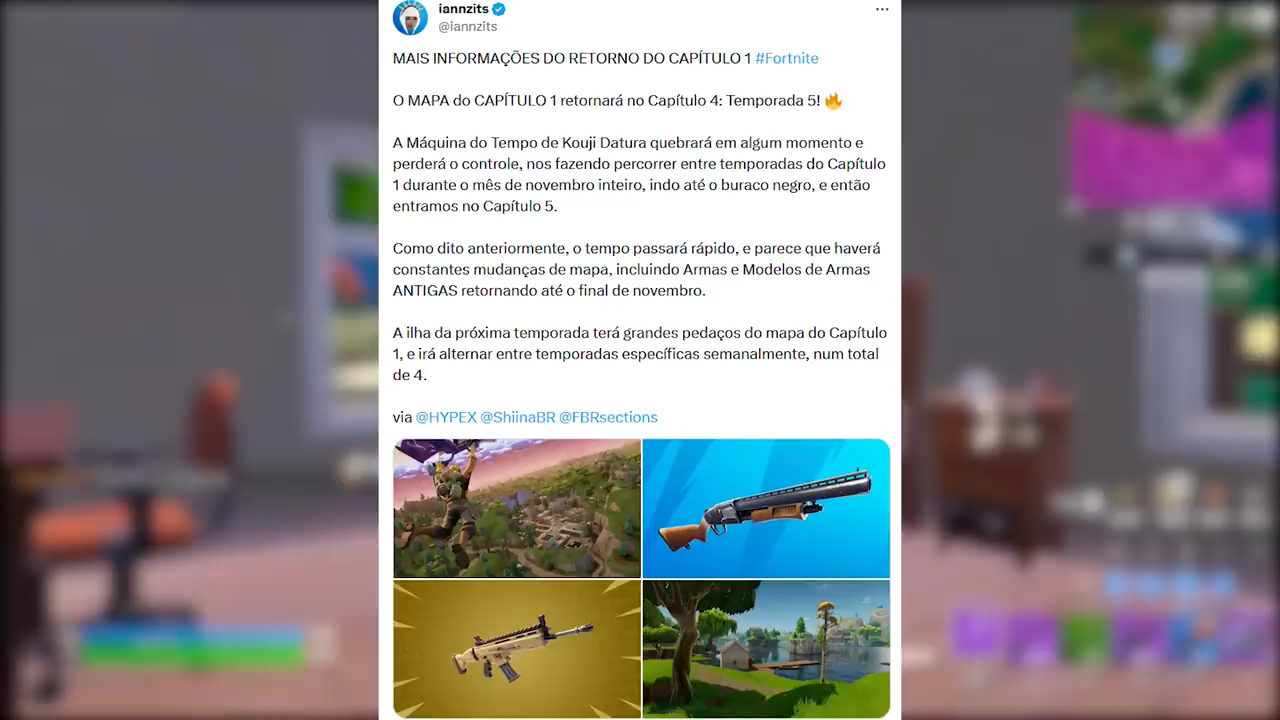 iannzits
@iannzits
MAIS INFORMAÇÕES DO RETORNO DO CAPÍTULO 1 #Fortnite
O MAPA do CAPÍTULO 1 retornará no Capítulo 4: Temporada 5! 🔥
A Máquina do Tempo de Kouji Datura quebrará em algum momento e
perderá o controle, nos fazendo percorrer entre temporadas do Capítulo
1 durante o mês de novembro inteiro, indo até o buraco negro, e então
entramos no Capítulo 5.
Como dito anteriormente, o tempo passará rápido, e parece que haverá
constantes mudanças de mapa, incluindo Armas e Modelos de Armas
ANTIGAS retornando até o final de novembro.
A ilha da próxima temporada terá grandes pedaços do mapa do Capítulo
1, e irá alternar entre temporadas específicas semanalmente, num total
de 4.
via @HYPEX @ShiinaBR @FBRsections